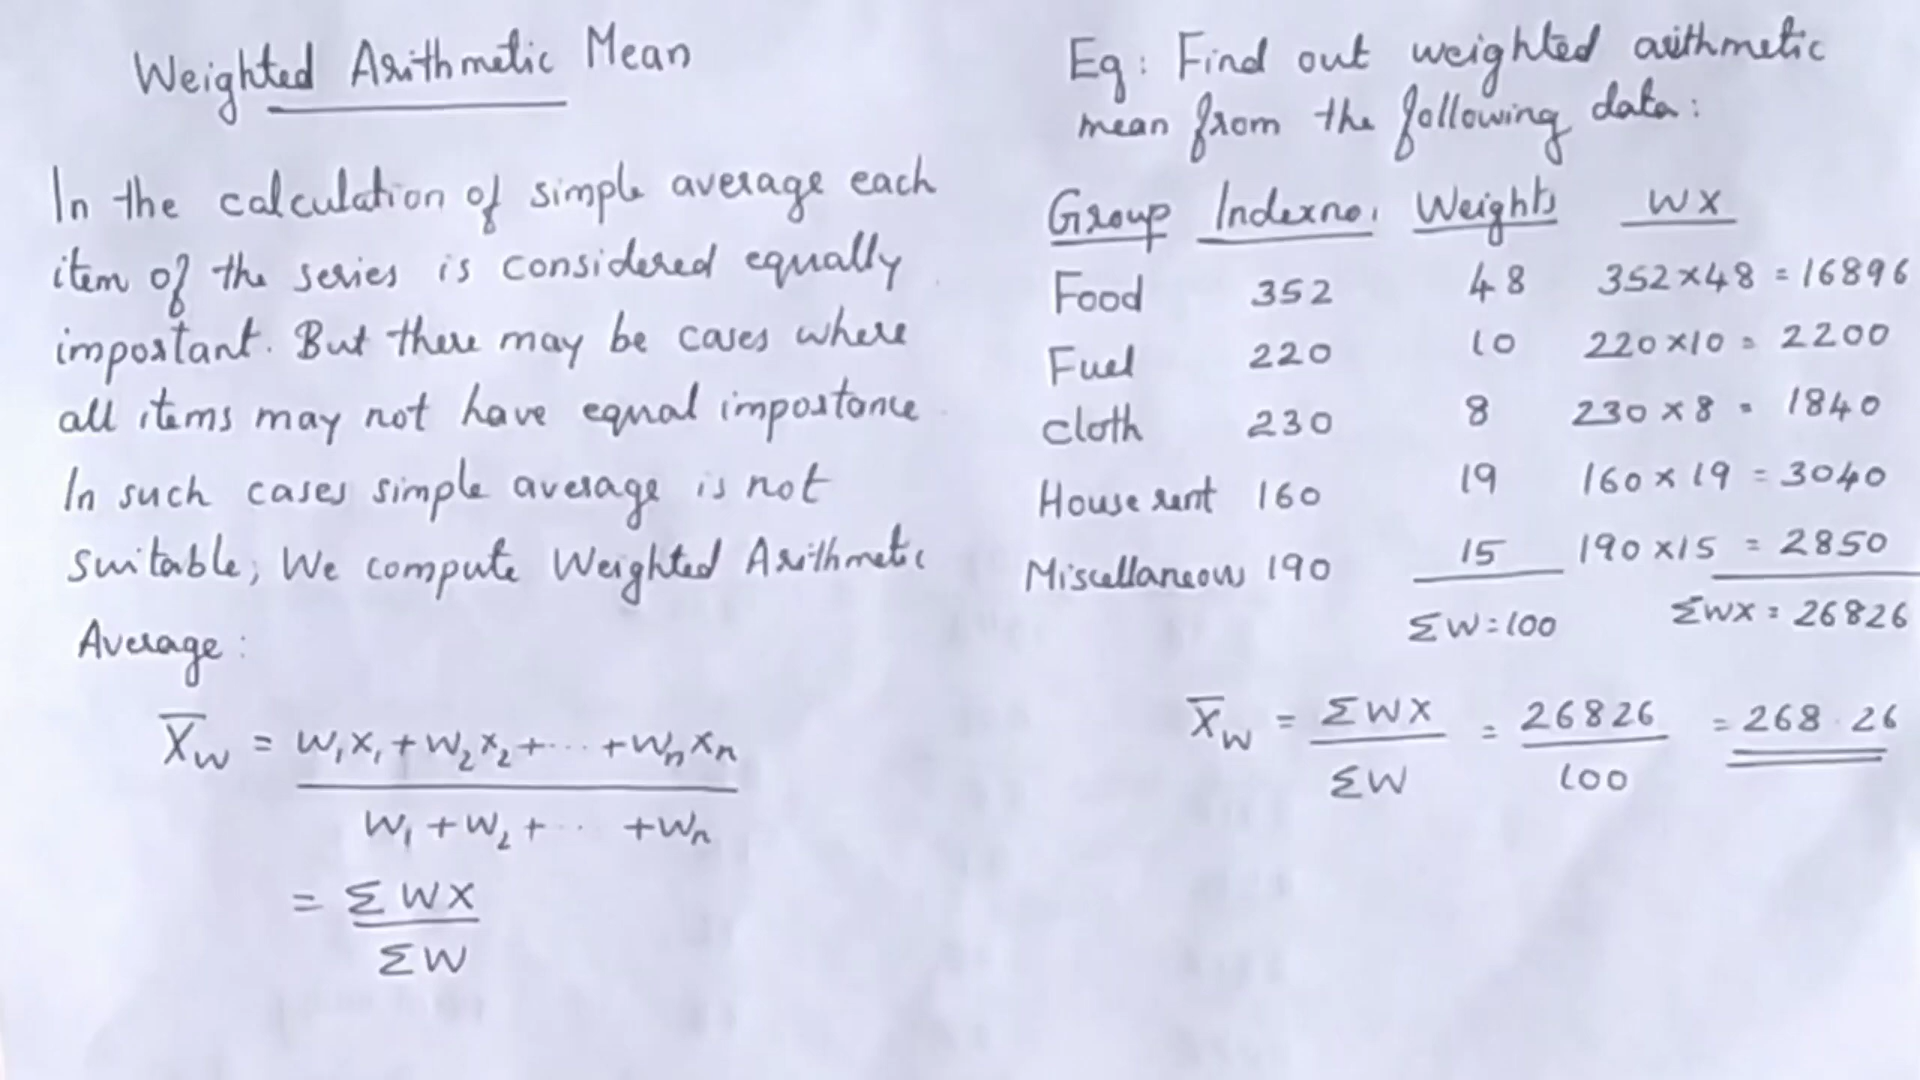 Weighted Arithmetic Mean
In the calculation of simple average each
item of the series is considered equally
important. But there may be cases where
all items may not have equal importance
In such cases simple average is not
suitable; We compute Weighted Arithmetic
Average:
X̅w = W₁x₁ + W₂x₂ + ... + Wₙxₙ
W₁ + W₂ + ... + Wₙ
= ΣWX
ΣW
Eg: Find out weighted arithmetic
mean from the following data:
Group Index no. Weights WX
Food 352 48 352 × 48 = 16896
Fuel 220 10 220 × 10 = 2200
cloth 230 8 230 × 8 = 1840
House rent 160 19 160 × 19 = 3040
Miscellaneous 190 15 190 × 15 = 2850
ΣW = 100 ΣWX = 26826
X̅w = ΣWX = 26826 = 268.26
ΣW 100